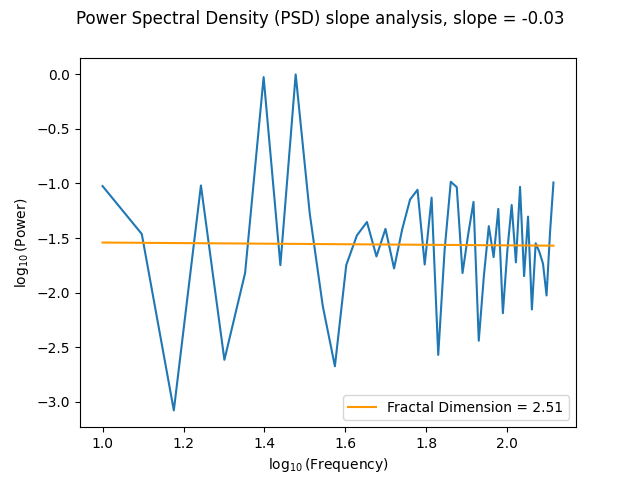 Power Spectral Density (PSD) slope analysis, slope = -0.03
0.0
−0.5
−1.0
−1.5
−2.0
−2.5
−3.0
log₁₀ (Power)
Fractal Dimension = 2.51
1.0 1.2 1.4 1.6 1.8 2.0
log₁₀ (Frequency)